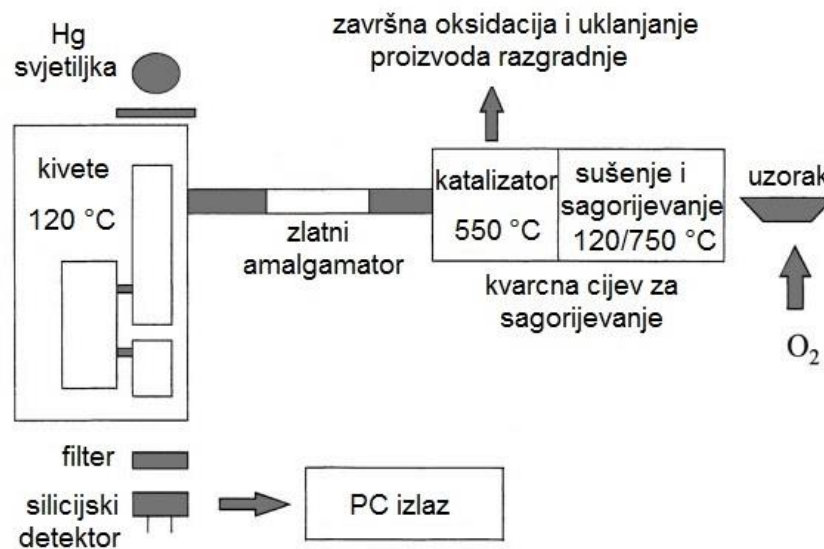 Hg
svjetiljka
završna oksidacija i uklanjanje
proizvoda razgradnje
kivete
120 °C
zlatni
amalgamator
katalizator
550 °C
sušenje i
sagorijevanje
120/750 °C
uzorak
kvarcna cijev za
sagorijevanje
O2
filter
silicijski
detektor
PC izlaz